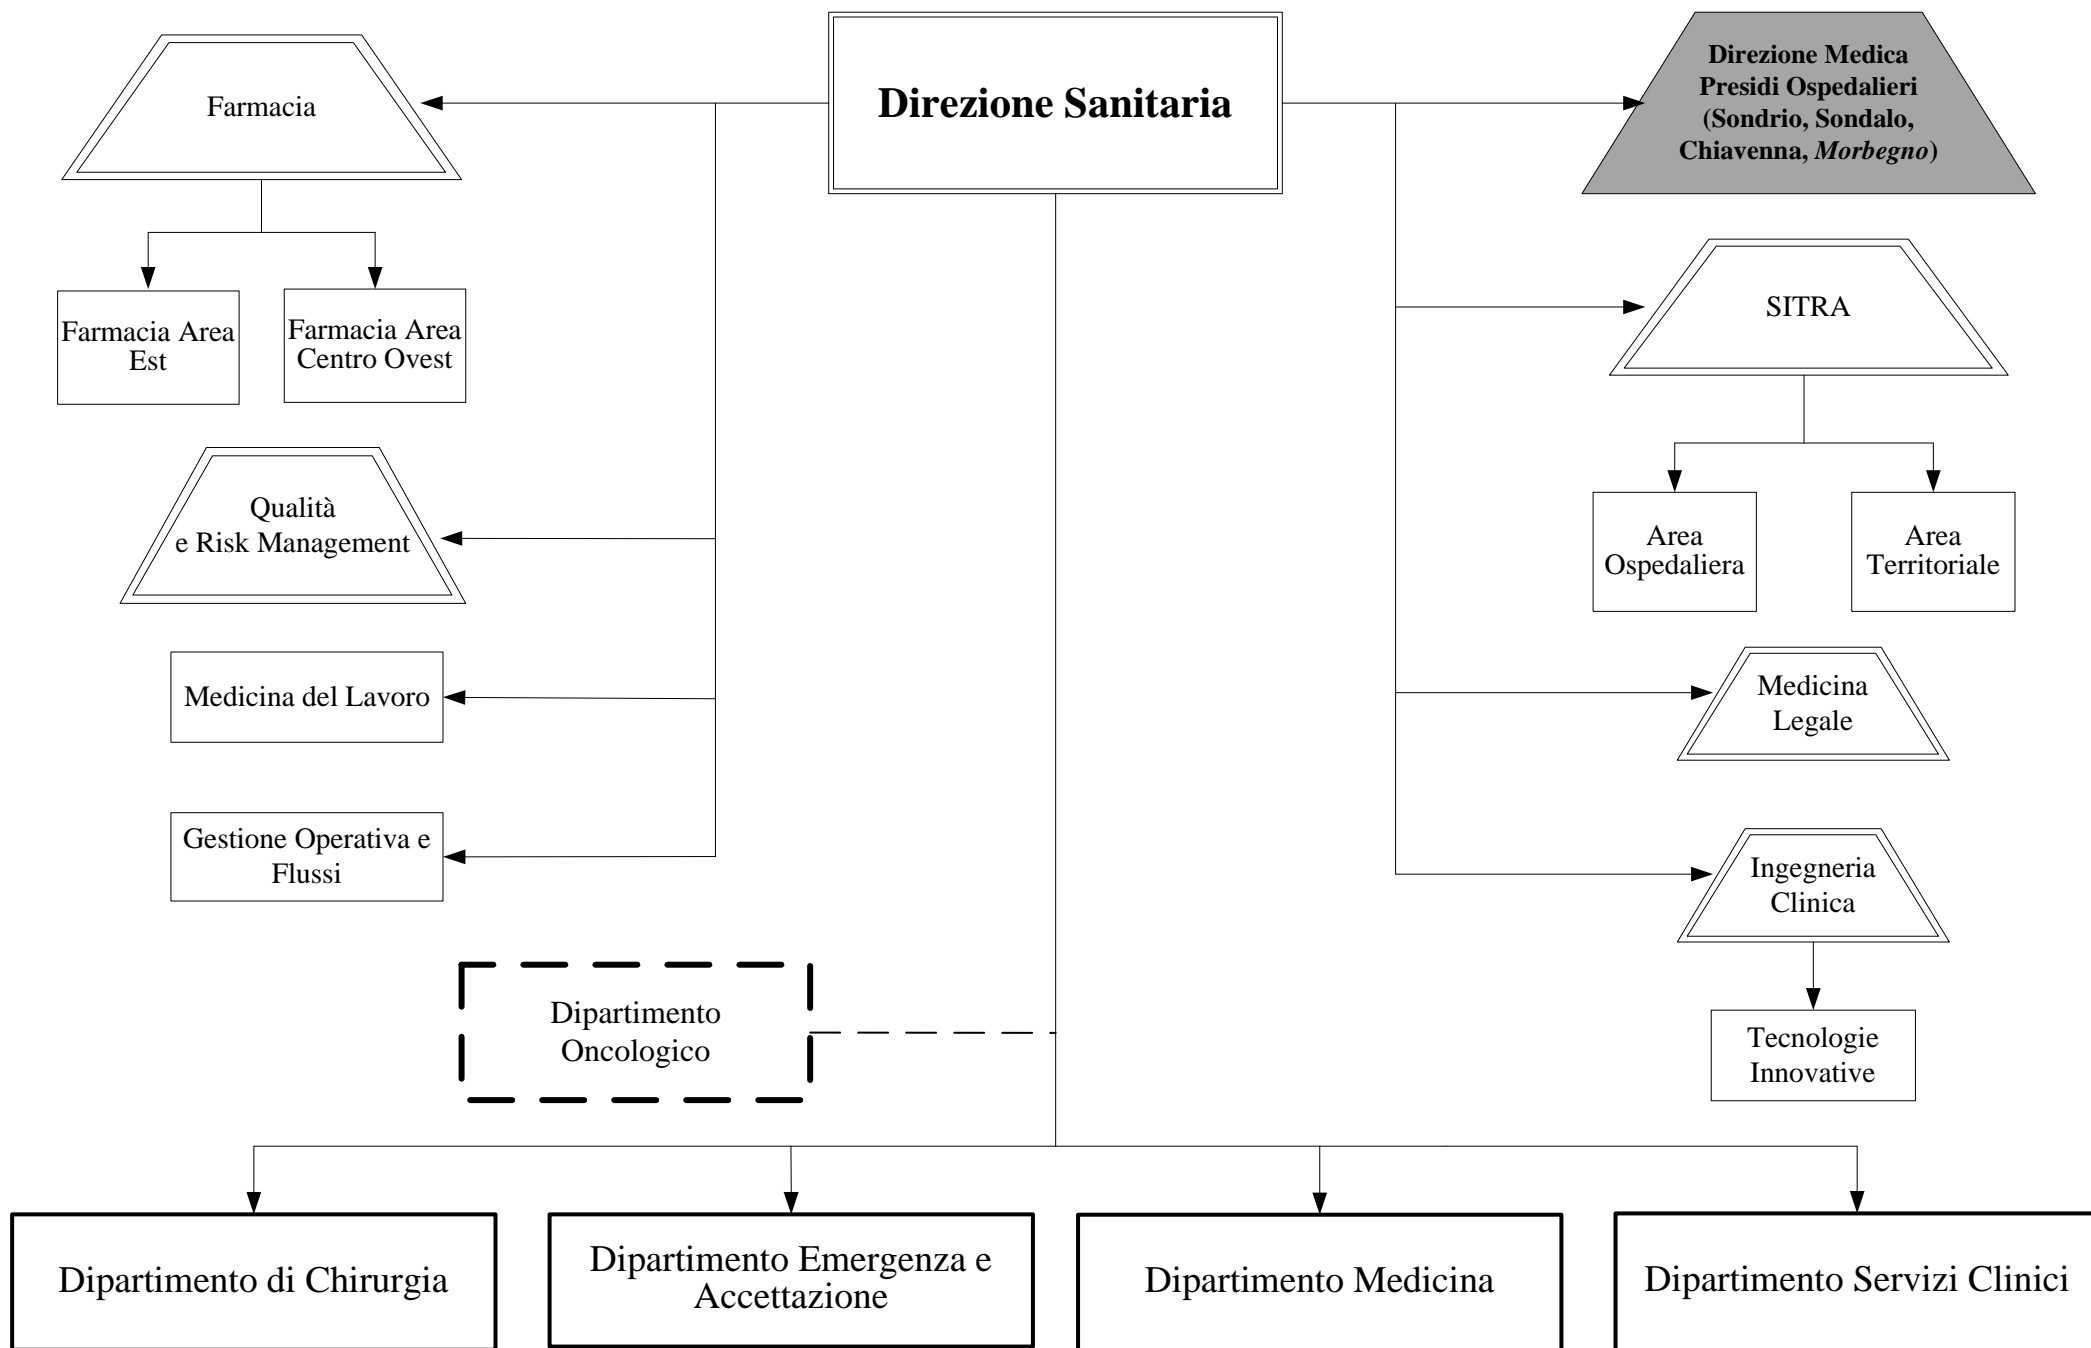 Farmacia
Direzione Sanitaria
Direzione Medica
Presidi Ospedalieri
(Sondrio, Sondalo,
Chiavenna, Morbegno)
Farmacia Area
Est
Farmacia Area
Centro Ovest
SITRA
Qualità
e Risk Management
Area
Ospedaliera
Area
Territoriale
Medicina del Lavoro
Medicina
Legale
Gestione Operativa e
Flussi
Ingegneria
Clinica
Dipartimento
Oncologico
Tecnologie
Innovative
Dipartimento di Chirurgia
Dipartimento Emergenza e
Accettazione
Dipartimento Medicina
Dipartimento Servizi Clinici